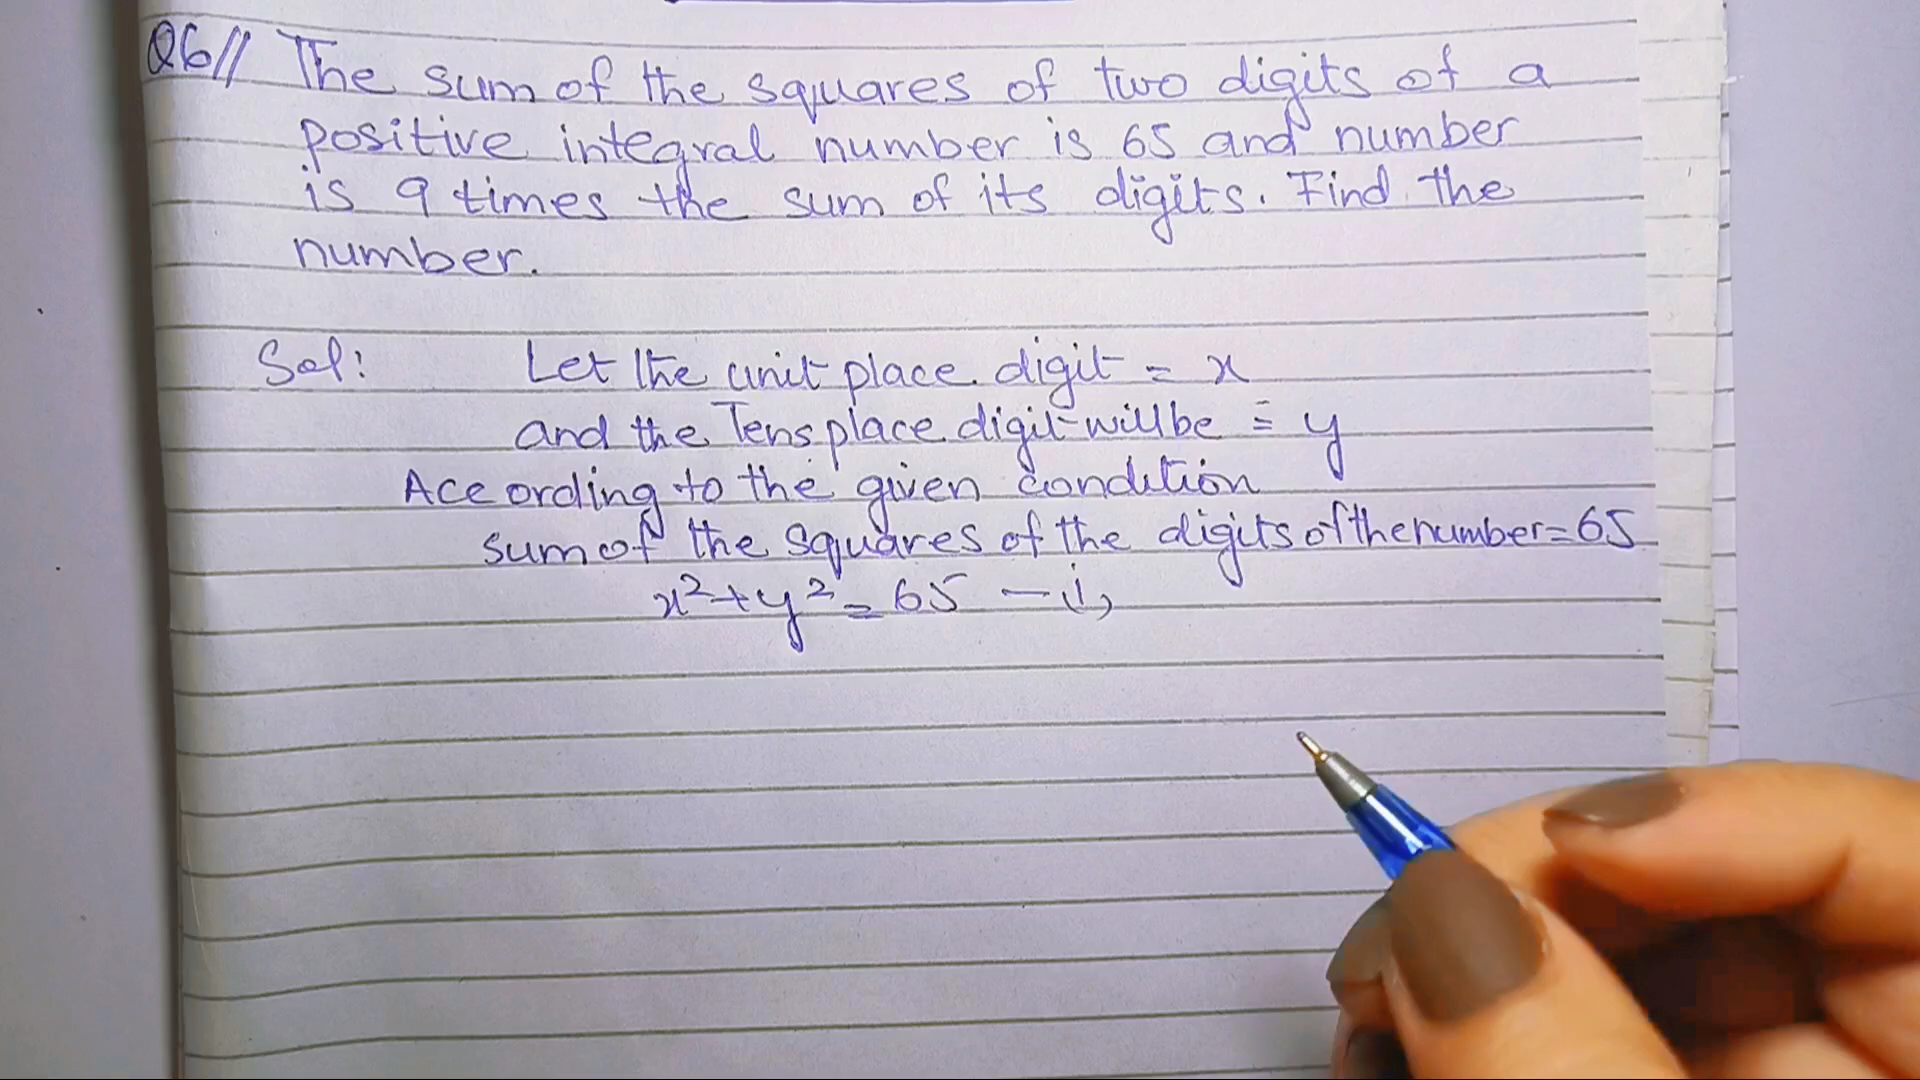 Q6// The sum of the squares of two digits of a
positive integral number is 65 and number
is 9 times the sum of its digits. Find the
number.
Sol: Let the unit place digit = x
and the Tens place digit will be = y
According to the given condition
sum of the squares of the digits of the number = 65
x²+y² = 65 — i,